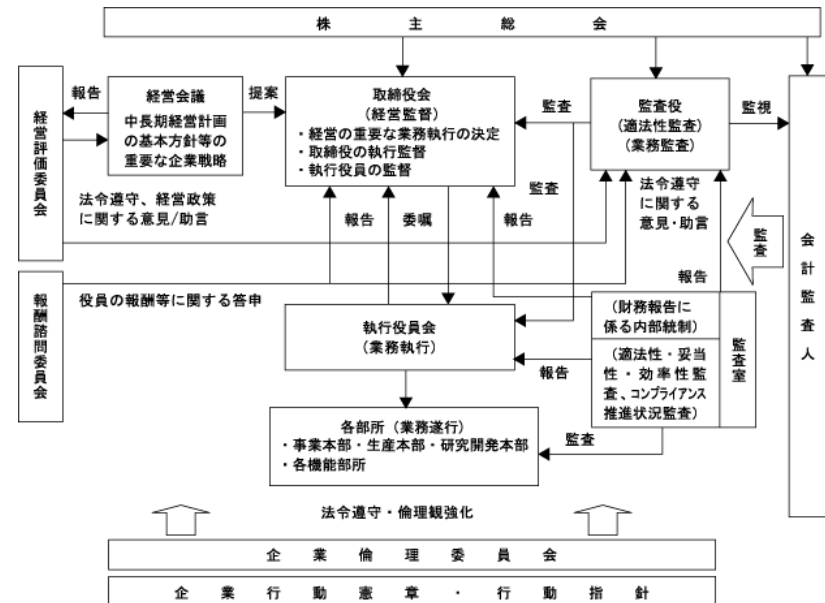 株主総会
経営評価委員会
報告
経営会議
中長期経営計画
の基本方針等の
重要な企業戦略
提案
取締役会
(経営監督)
・経営の重要な業務執行の決定
・取締役の執行監督
・執行役員の監督
監査
監査役
(適法性監査)
(業務監査)
監視
会計監査人
法令遵守、経営政策
に関する意見/助言
報告
委嘱
報告
監査
法令遵守
に関する
意見・助言
監査
報酬諮問委員会
役員の報酬等に関する答申
報告
執行役員会
(業務執行)
報告
(財務報告に
係る内部統制)
(適法性・妥当
性・効率性監
査、コンプライアンス
推進状況監査)
監査室
各部所(業務遂行)
・事業本部・生産本部・研究開発本部
・各機能部所
監査
法令遵守・倫理観強化
企業倫理委員会
企業行動憲章・行動指針